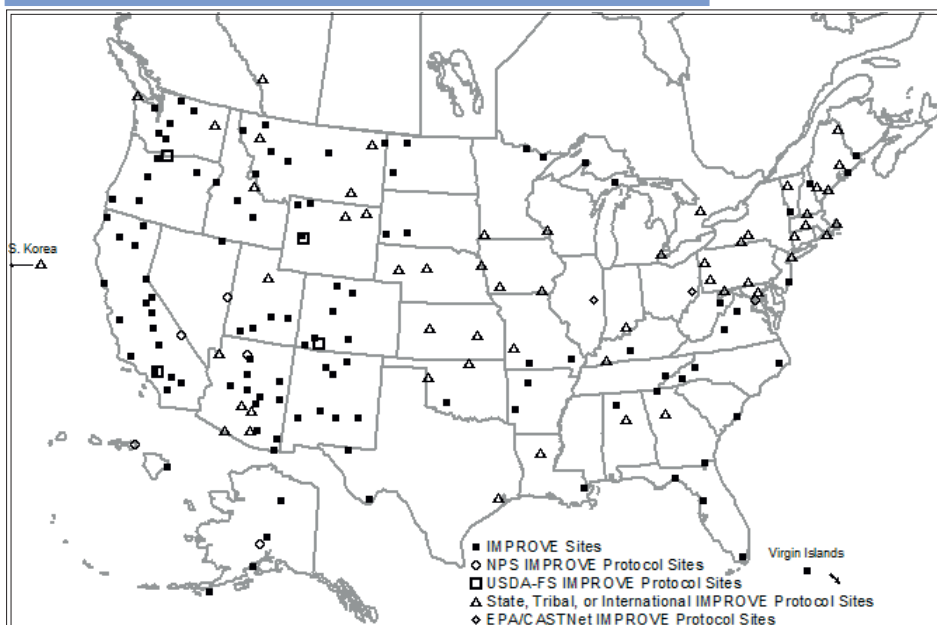 S. Korea
IMPROVE Sites
NPS IMPROVE Protocol Sites
USDA-FS IMPROVE Protocol Sites
State, Tribal, or International IMPROVE Protocol Sites
EPA/CASTNet IMPROVE Protocol Sites
Virgin Islands